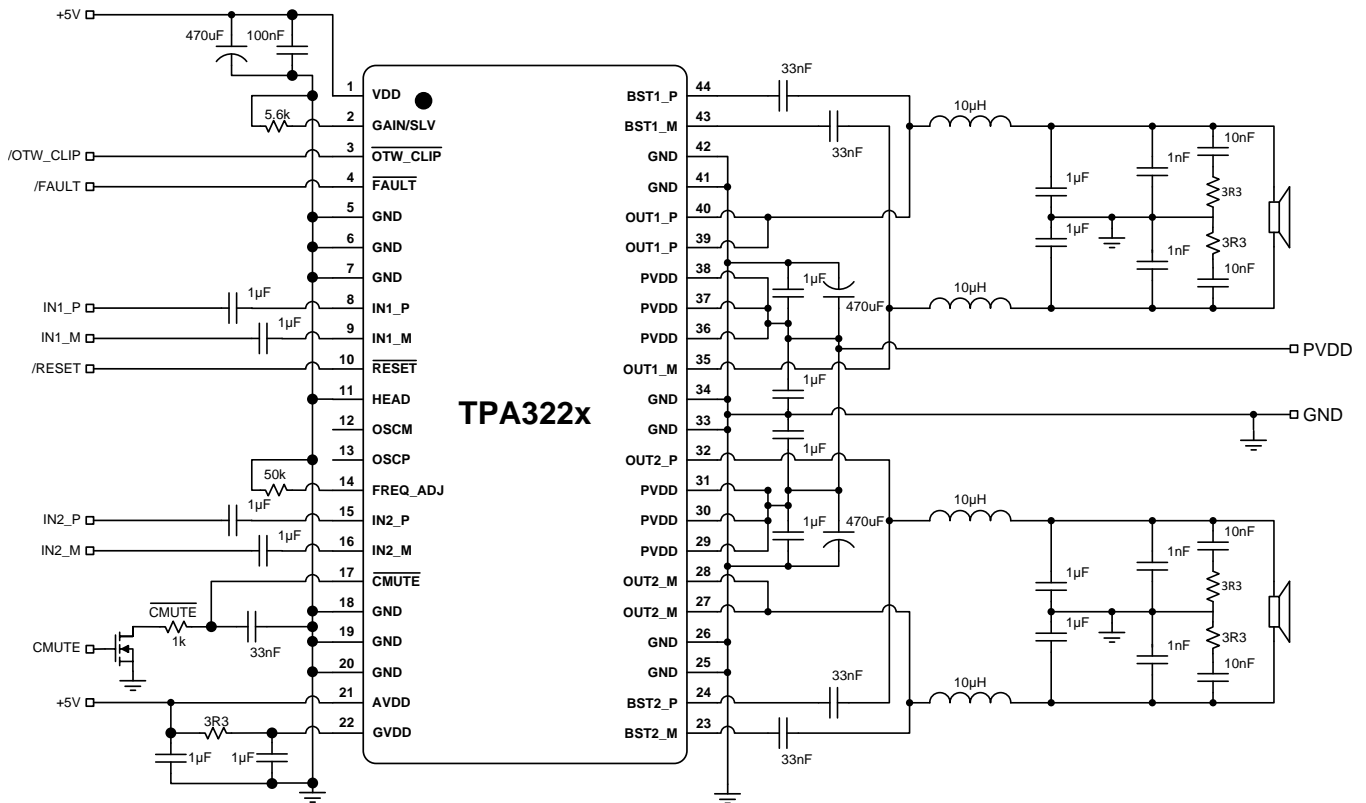 +5V
470uF
100nF
5.6k
/OTW_CLIP
/FAULT
1µF
IN1_P
1µF
IN1_M
/RESET
50k
1µF
IN2_P
1µF
IN2_M
CMUTE
1k
33nF
CMUTE
+5V
3R3
1µF
1µF
TPA322x
1 VDD
2 GAIN/SLV
3 OTW_CLIP
4 FAULT
5 GND
6 GND
7 GND
8 IN1_P
9 IN1_M
10 RESET
11 HEAD
12 OSCM
13 OSCP
14 FREQ_ADJ
15 IN2_P
16 IN2_M
17 CMUTE
18 GND
19 GND
20 GND
21 AVDD
22 GVDD
BST1_P 44
BST1_M 43
GND 42
GND 41
OUT1_P 40
OUT1_P 39
PVDD 38
PVDD 37
PVDD 36
OUT1_M 35
GND 34
GND 33
OUT2_P 32
PVDD 31
PVDD 30
PVDD 29
OUT2_M 28
OUT2_M 27
GND 26
GND 25
BST2_P 24
BST2_M 23
33nF
33nF
1µF
470uF
1µF
1µF
1µF
470uF
33nF
33nF
10µH
10nF
1nF
3R3
1µF
1µF
3R3
1nF
10nF
10µH
PVDD
GND
10µH
10nF
1nF
3R3
1µF
1µF
3R3
1nF
10nF
10µH